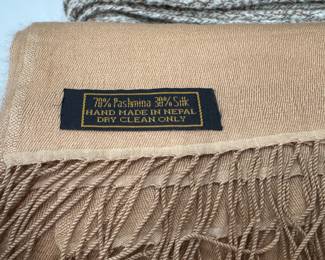 70% Pashmina 30% Silk
HAND MADE IN NEPAL
DRY CLEAN ONLY